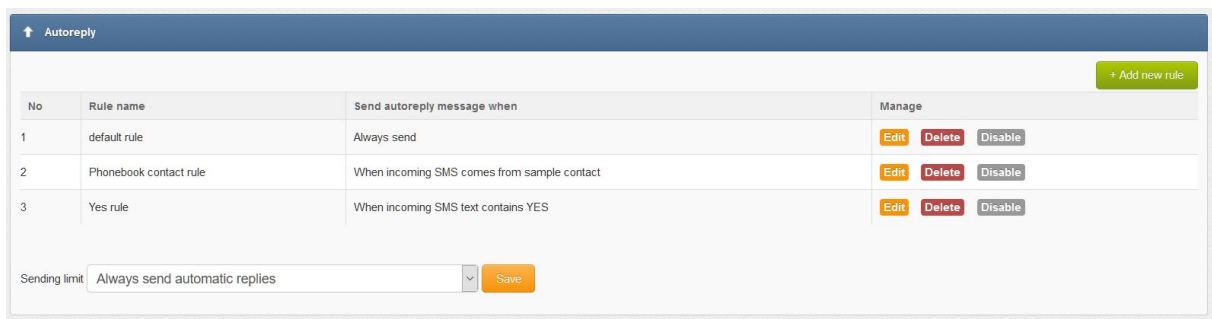 Autoreply
+ Add new rule
No Rule name Send autoreply message when Manage
1 default rule Always send Edit Delete Disable
2 Phonebook contact rule When incoming SMS comes from sample contact Edit Delete Disable
3 Yes rule When incoming SMS text contains YES Edit Delete Disable
Sending limit Always send automatic replies Save